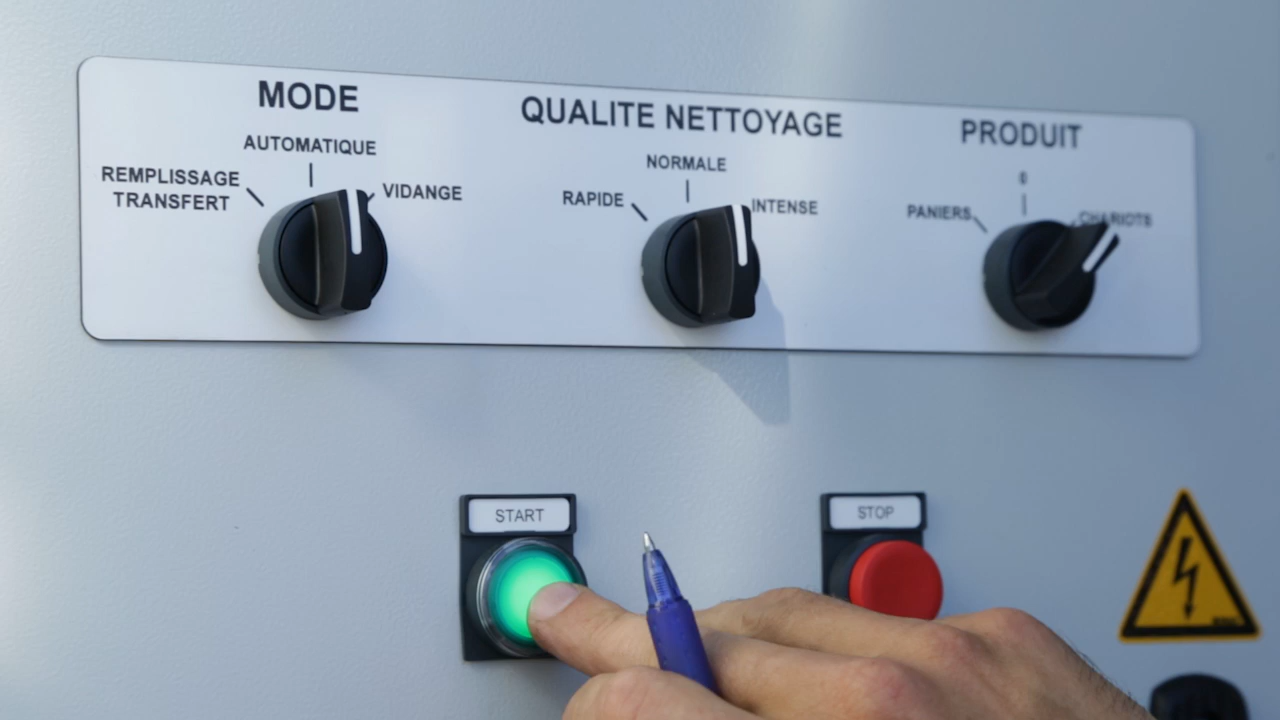 MODE
AUTOMATIQUE
REMPLISSAGE
TRANSFERT
VIDANGE
QUALITE NETTOYAGE
NORMALE
RAPIDE
INTENSE
PRODUIT
0
PANIERS
CHARIOTS
START
STOP